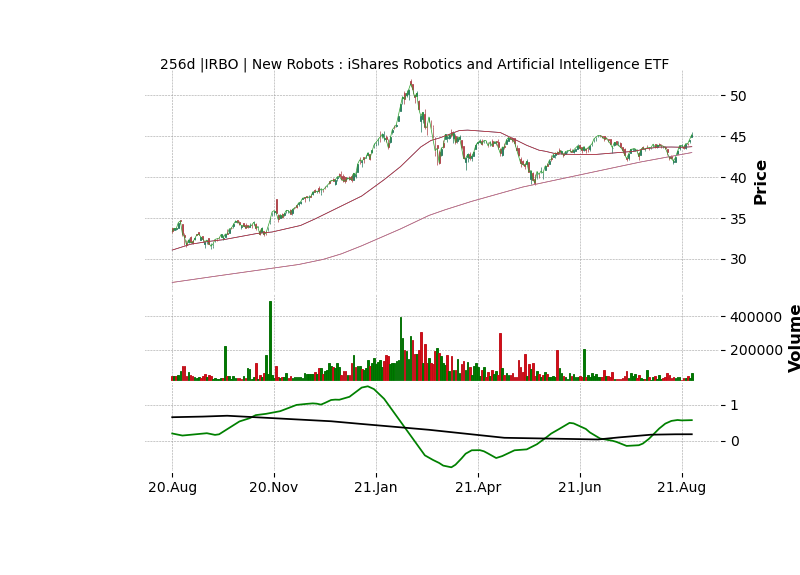 256d |IRBO | New Robots : iShares Robotics and Artificial Intelligence ETF
50
45
40
35
30
Price
400000
200000
Volume
1
0
20.Aug 20.Nov 21.Jan 21.Apr 21.Jun 21.Aug